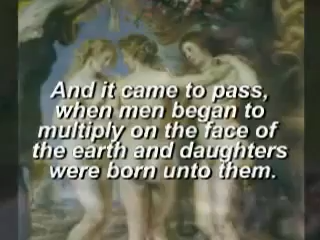 And it came to pass,
when men began to
multiply on the face of
the earth and daughters
were born unto them.